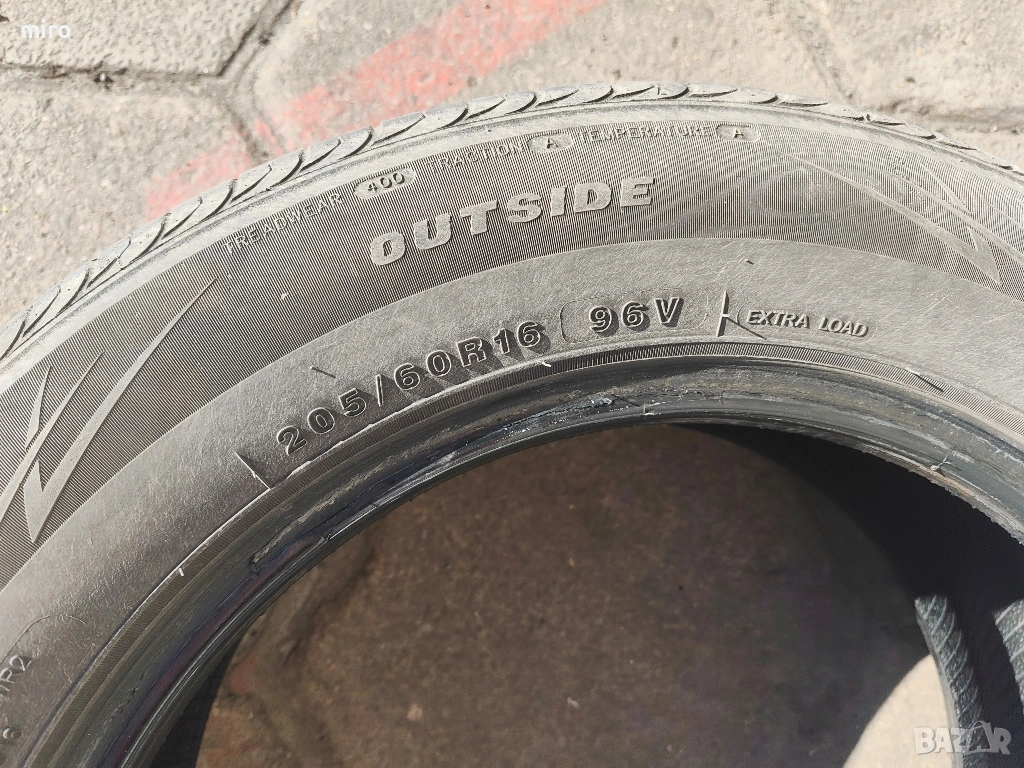 miro
TREADWEAR 400 TRACTION A TEMPERATURE A
OUTSIDE
205/60R16 96V EXTRA LOAD
BAZAR